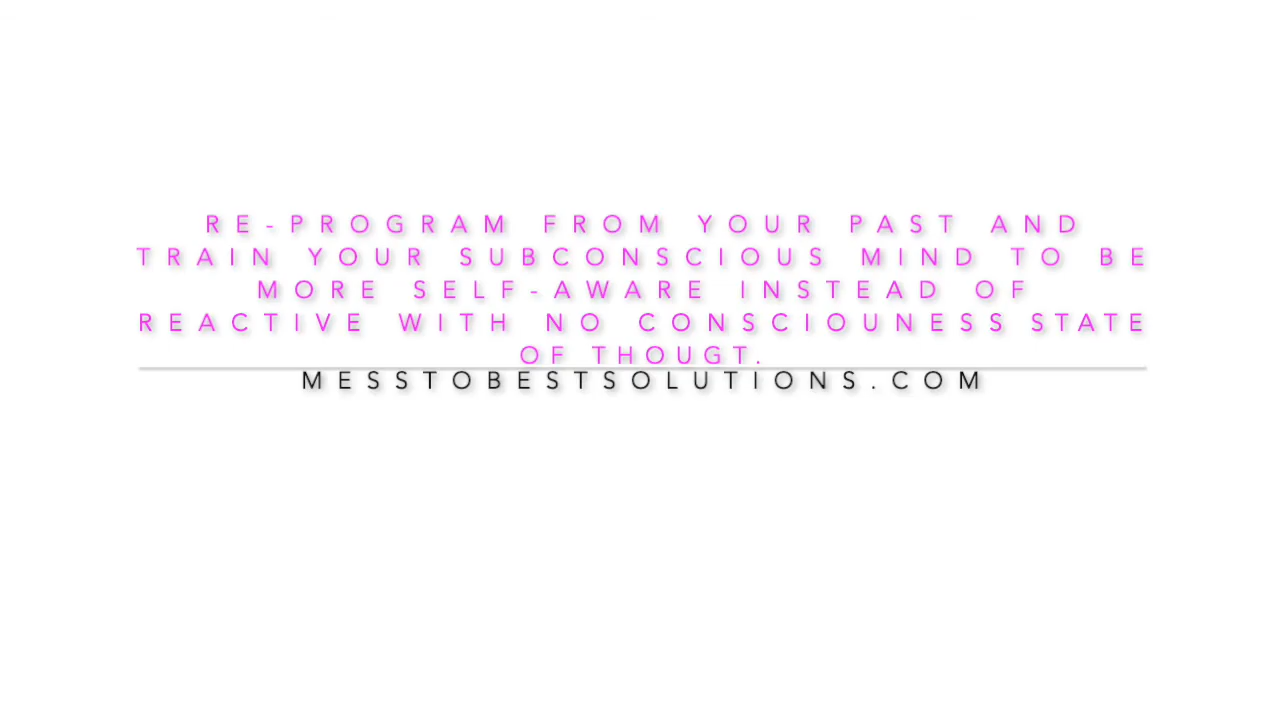 RE-PROGRAM FROM YOUR PAST AND
TRAIN YOUR SUBCONSCIOUS MIND TO BE
MORE SELF-AWARE INSTEAD OF
REACTIVE WITH NO CONSCIOUNESS STATE
OF THOUGT.
MESSTOBESTSOLUTIONS.COM